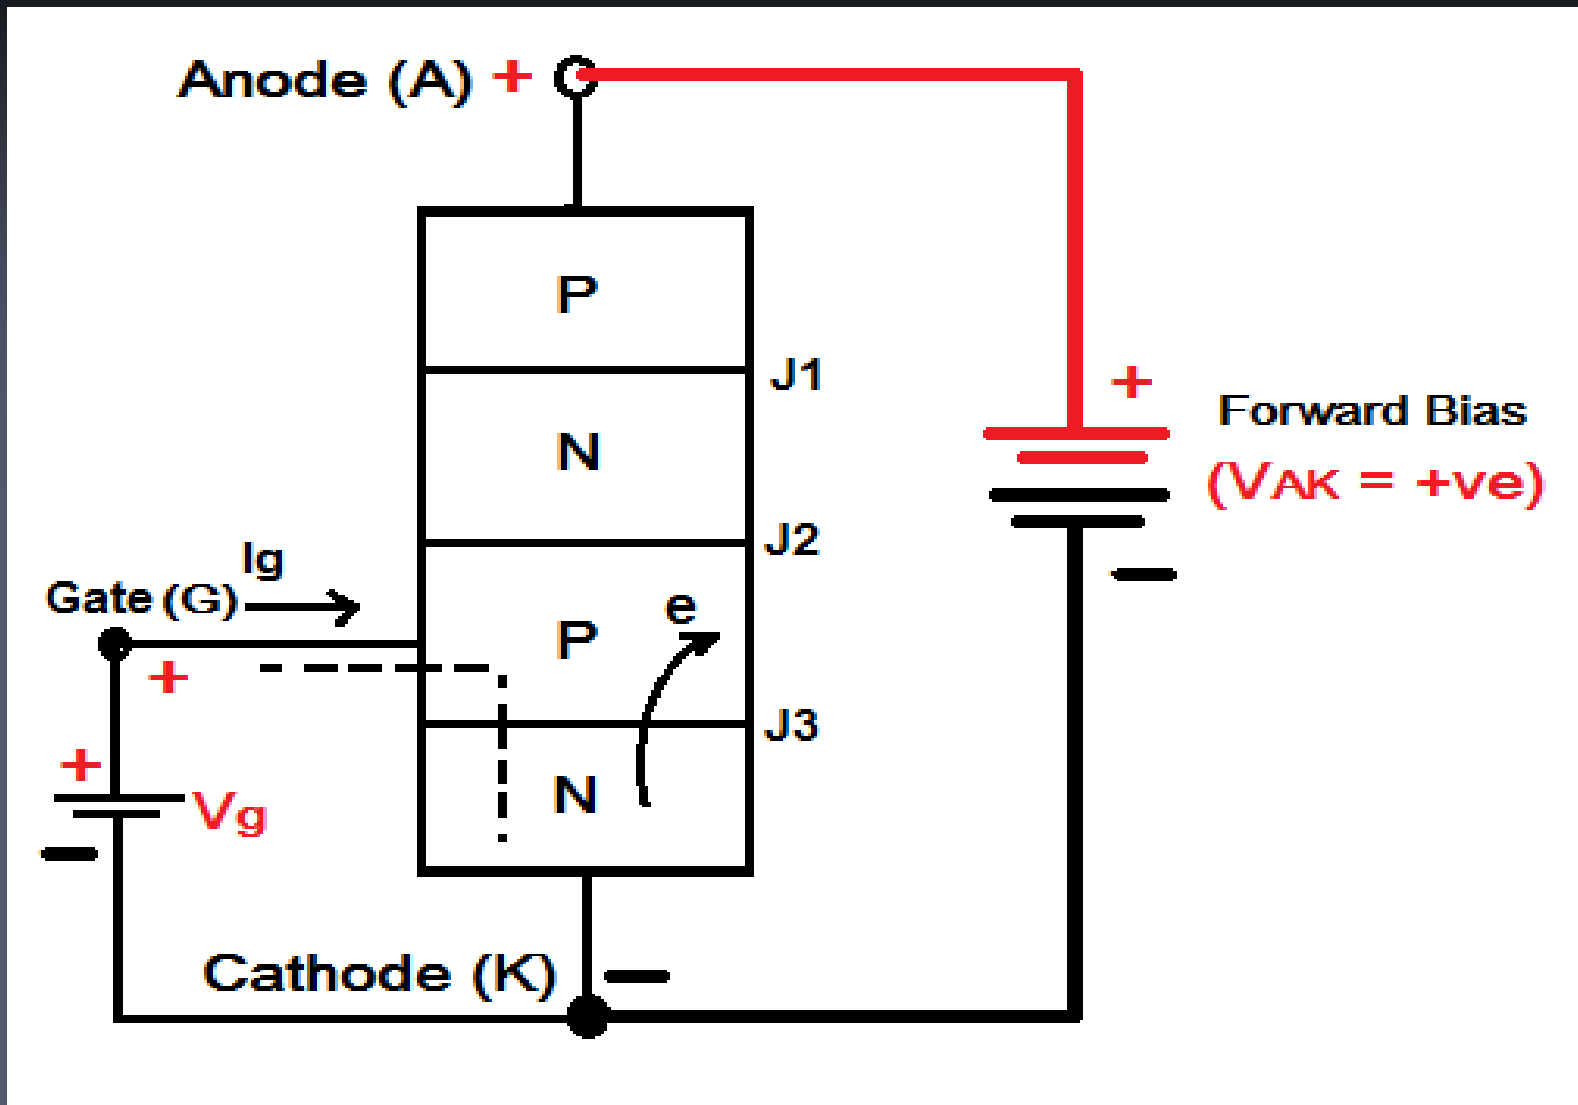 Anode (A) +
P
J1
N
+
Forward Bias
(VAK = +ve)
J2
Ig
Gate (G)
e
P
+
J3
+
Vg
N
Cathode (K)